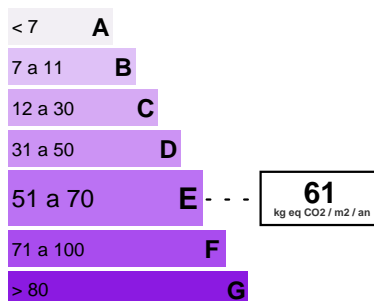 < 7 A
7 a 11 B
12 a 30 C
31 a 50 D
51 a 70 E - - - 61
kg eq CO2 / m2 / an
71 a 100 F
> 80 G